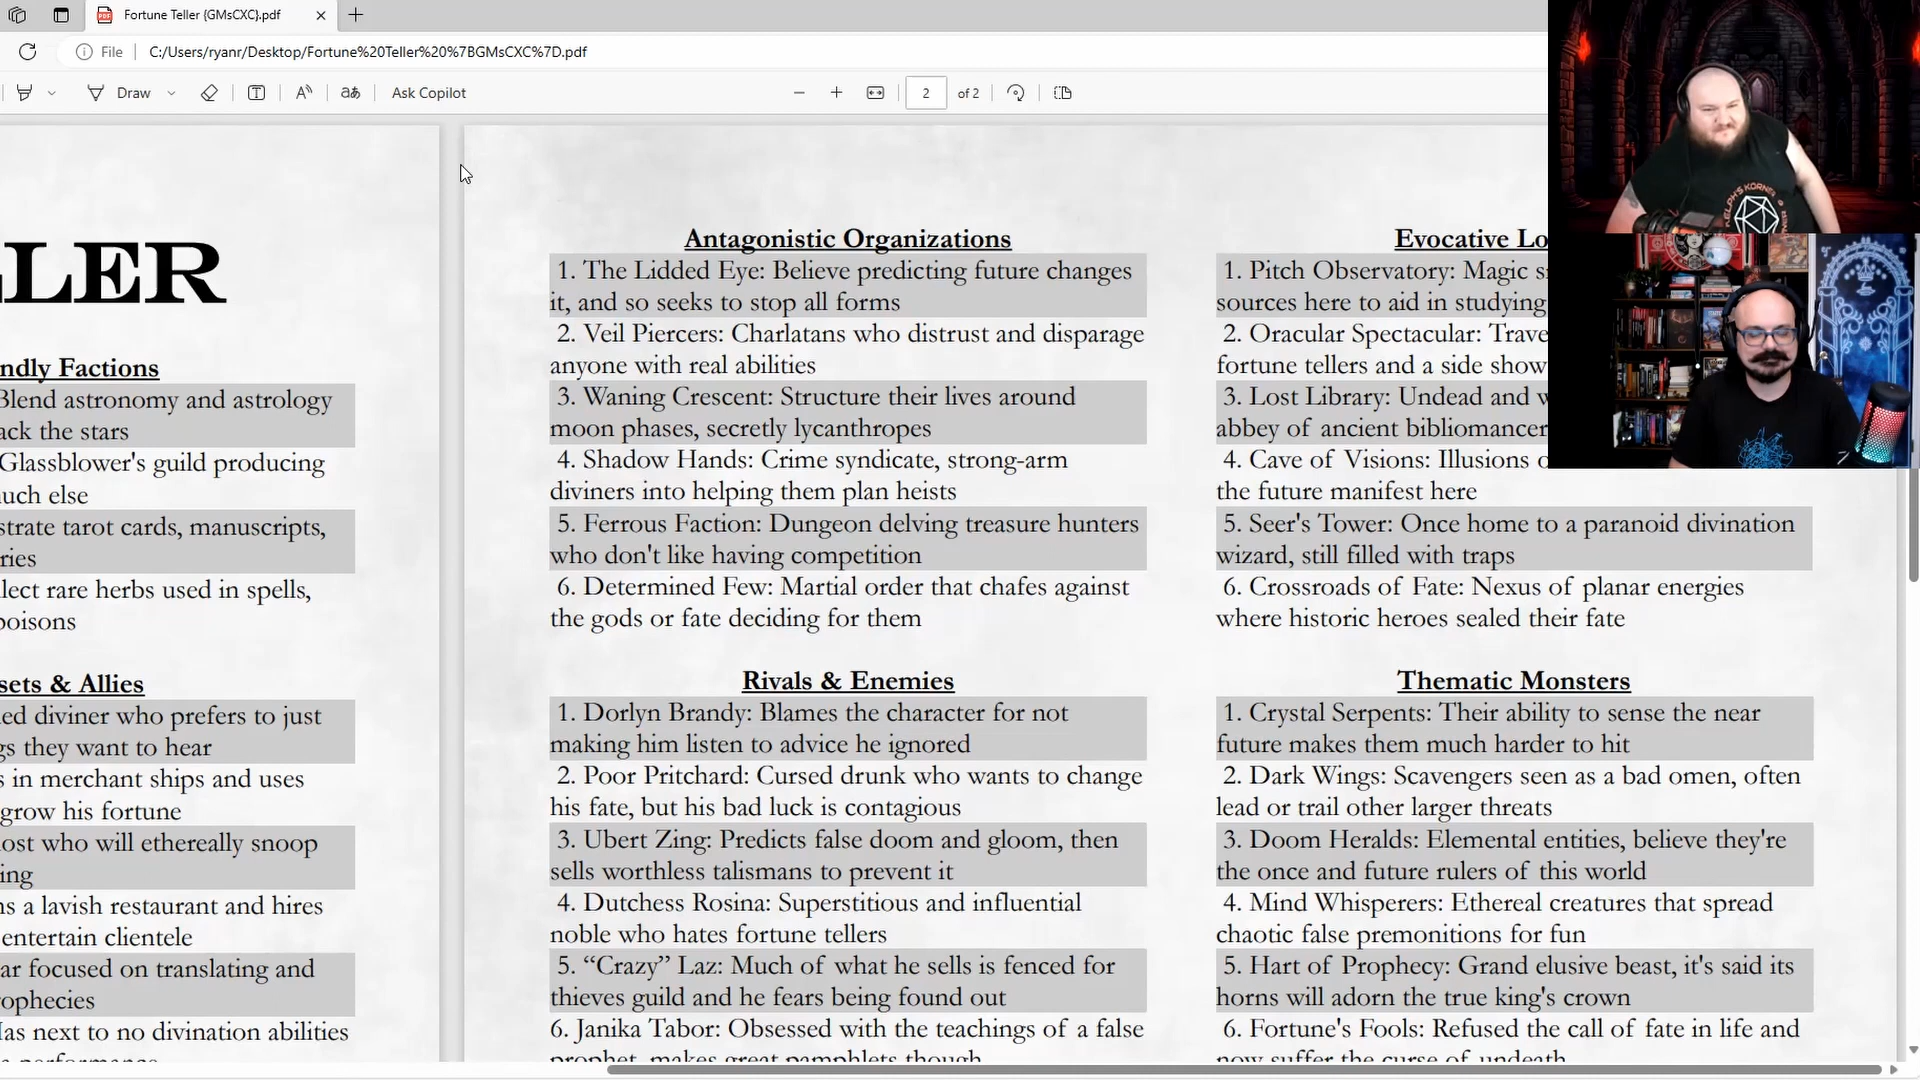 Fortune Teller {GMsCXC}.pdf
File
C:/Users/ryanr/Desktop/Fortune%20Teller%20%7BGMsCXC%7D.pdf
Draw
Ask Copilot
2 of 2
LLER
ndly Factions
Blend astronomy and astrology
ack the stars
Glassblower's guild producing
uch else
strate tarot cards, manuscripts,
ries
llect rare herbs used in spells,
poisons
sets & Allies
ed diviner who prefers to just
gs they want to hear
s in merchant ships and uses
grow his fortune
ost who will ethereally snoop
ing
ns a lavish restaurant and hires
entertain clientele
ar focused on translating and
rophecies
Has next to no divination abilities
Antagonistic Organizations
1. The Lidded Eye: Believe predicting future changes
it, and so seeks to stop all forms
2. Veil Piercers: Charlatans who distrust and disparage
anyone with real abilities
3. Waning Crescent: Structure their lives around
moon phases, secretly lycanthropes
4. Shadow Hands: Crime syndicate, strong-arm
diviners into helping them plan heists
5. Ferrous Faction: Dungeon delving treasure hunters
who don't like having competition
6. Determined Few: Martial order that chafes against
the gods or fate deciding for them
Rivals & Enemies
1. Dorlyn Brandy: Blames the character for not
making him listen to advice he ignored
2. Poor Pritchard: Cursed drunk who wants to change
his fate, but his bad luck is contagious
3. Ubert Zing: Predicts false doom and gloom, then
sells worthless talismans to prevent it
4. Dutchess Rosina: Superstitious and influential
noble who hates fortune tellers
5. “Crazy” Laz: Much of what he sells is fenced for
thieves guild and he fears being found out
6. Janika Tabor: Obsessed with the teachings of a false
prophet, makes great pamphlets though
Evocative Lo
1. Pitch Observatory: Magic s
sources here to aid in studying
2. Oracular Spectacular: Trave
fortune tellers and a side show
3. Lost Library: Undead and w
abbey of ancient bibliomancer
4. Cave of Visions: Illusions o
the future manifest here
5. Seer's Tower: Once home to a paranoid divination
wizard, still filled with traps
6. Crossroads of Fate: Nexus of planar energies
where historic heroes sealed their fate
Thematic Monsters
1. Crystal Serpents: Their ability to sense the near
future makes them much harder to hit
2. Dark Wings: Scavengers seen as a bad omen, often
lead or trail other larger threats
3. Doom Heralds: Elemental entities, believe they're
the once and future rulers of this world
4. Mind Whisperers: Ethereal creatures that spread
chaotic false premonitions for fun
5. Hart of Prophecy: Grand elusive beast, it's said its
horns will adorn the true king's crown
6. Fortune's Fools: Refused the call of fate in life and
now suffer the curse of undeath